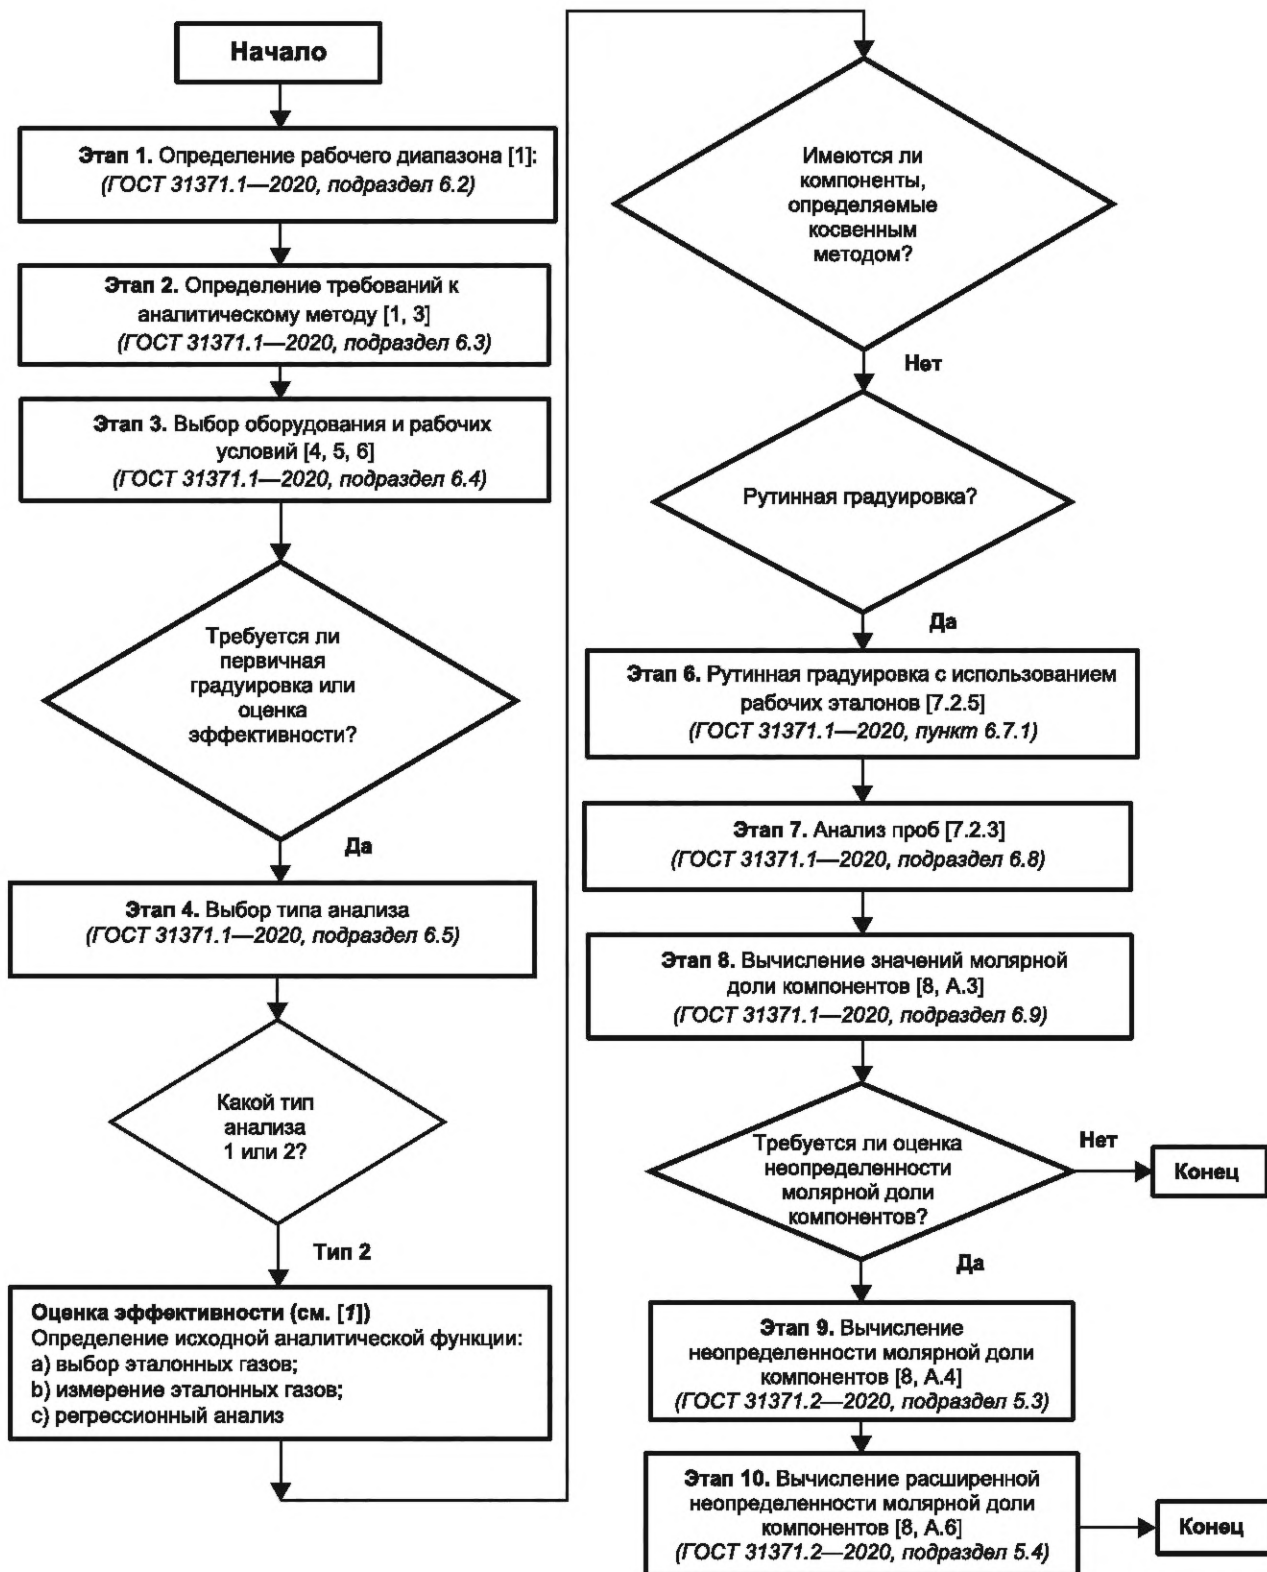 Начало
Этап 1. Определение рабочего диапазона [1]:
(ГОСТ 31371.1—2020, подраздел 6.2)
Этап 2. Определение требований к
аналитическому методу [1, 3]
(ГОСТ 31371.1—2020, подраздел 6.3)
Этап 3. Выбор оборудования и рабочих
условий [4, 5, 6]
(ГОСТ 31371.1—2020, подраздел 6.4)
Требуется ли
первичная
градуировка или
оценка
эффективности?
Да
Этап 4. Выбор типа анализа
(ГОСТ 31371.1—2020, подраздел 6.5)
Какой тип
анализа
1 или 2?
Тип 2
Оценка эффективности (см. [1])
Определение исходной аналитической функции:
a) выбор эталонных газов;
b) измерение эталонных газов;
c) регрессионный анализ
Имеются ли
компоненты,
определяемые
косвенным
методом?
Нет
Рутинная градуировка?
Да
Этап 6. Рутинная градуировка с использованием
рабочих эталонов [7.2.5]
(ГОСТ 31371.1—2020, пункт 6.7.1)
Этап 7. Анализ проб [7.2.3]
(ГОСТ 31371.1—2020, подраздел 6.8)
Этап 8. Вычисление значений молярной
доли компонентов [8, А.3]
(ГОСТ 31371.1—2020, подраздел 6.9)
Требуется ли оценка
неопределенности
молярной доли
компонентов?
Нет
Конец
Да
Этап 9. Вычисление
неопределенности молярной доли
компонентов [8, А.4]
(ГОСТ 31371.2—2020, подраздел 5.3)
Этап 10. Вычисление расширенной
неопределенности молярной доли
компонентов [8, А.6]
(ГОСТ 31371.2—2020, подраздел 5.4)
Конец